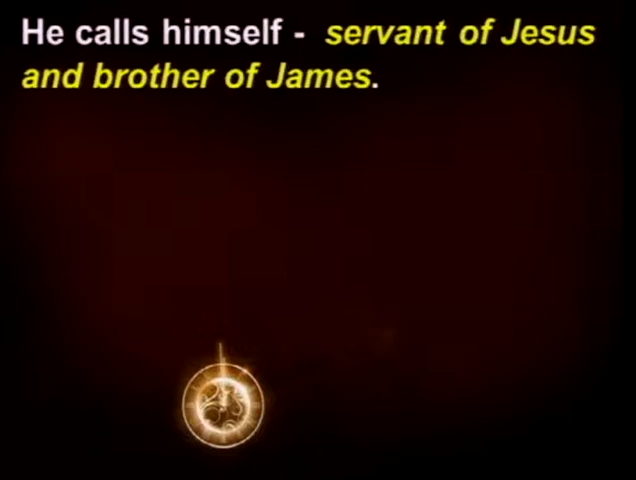 He calls himself - servant of Jesus
and brother of James.